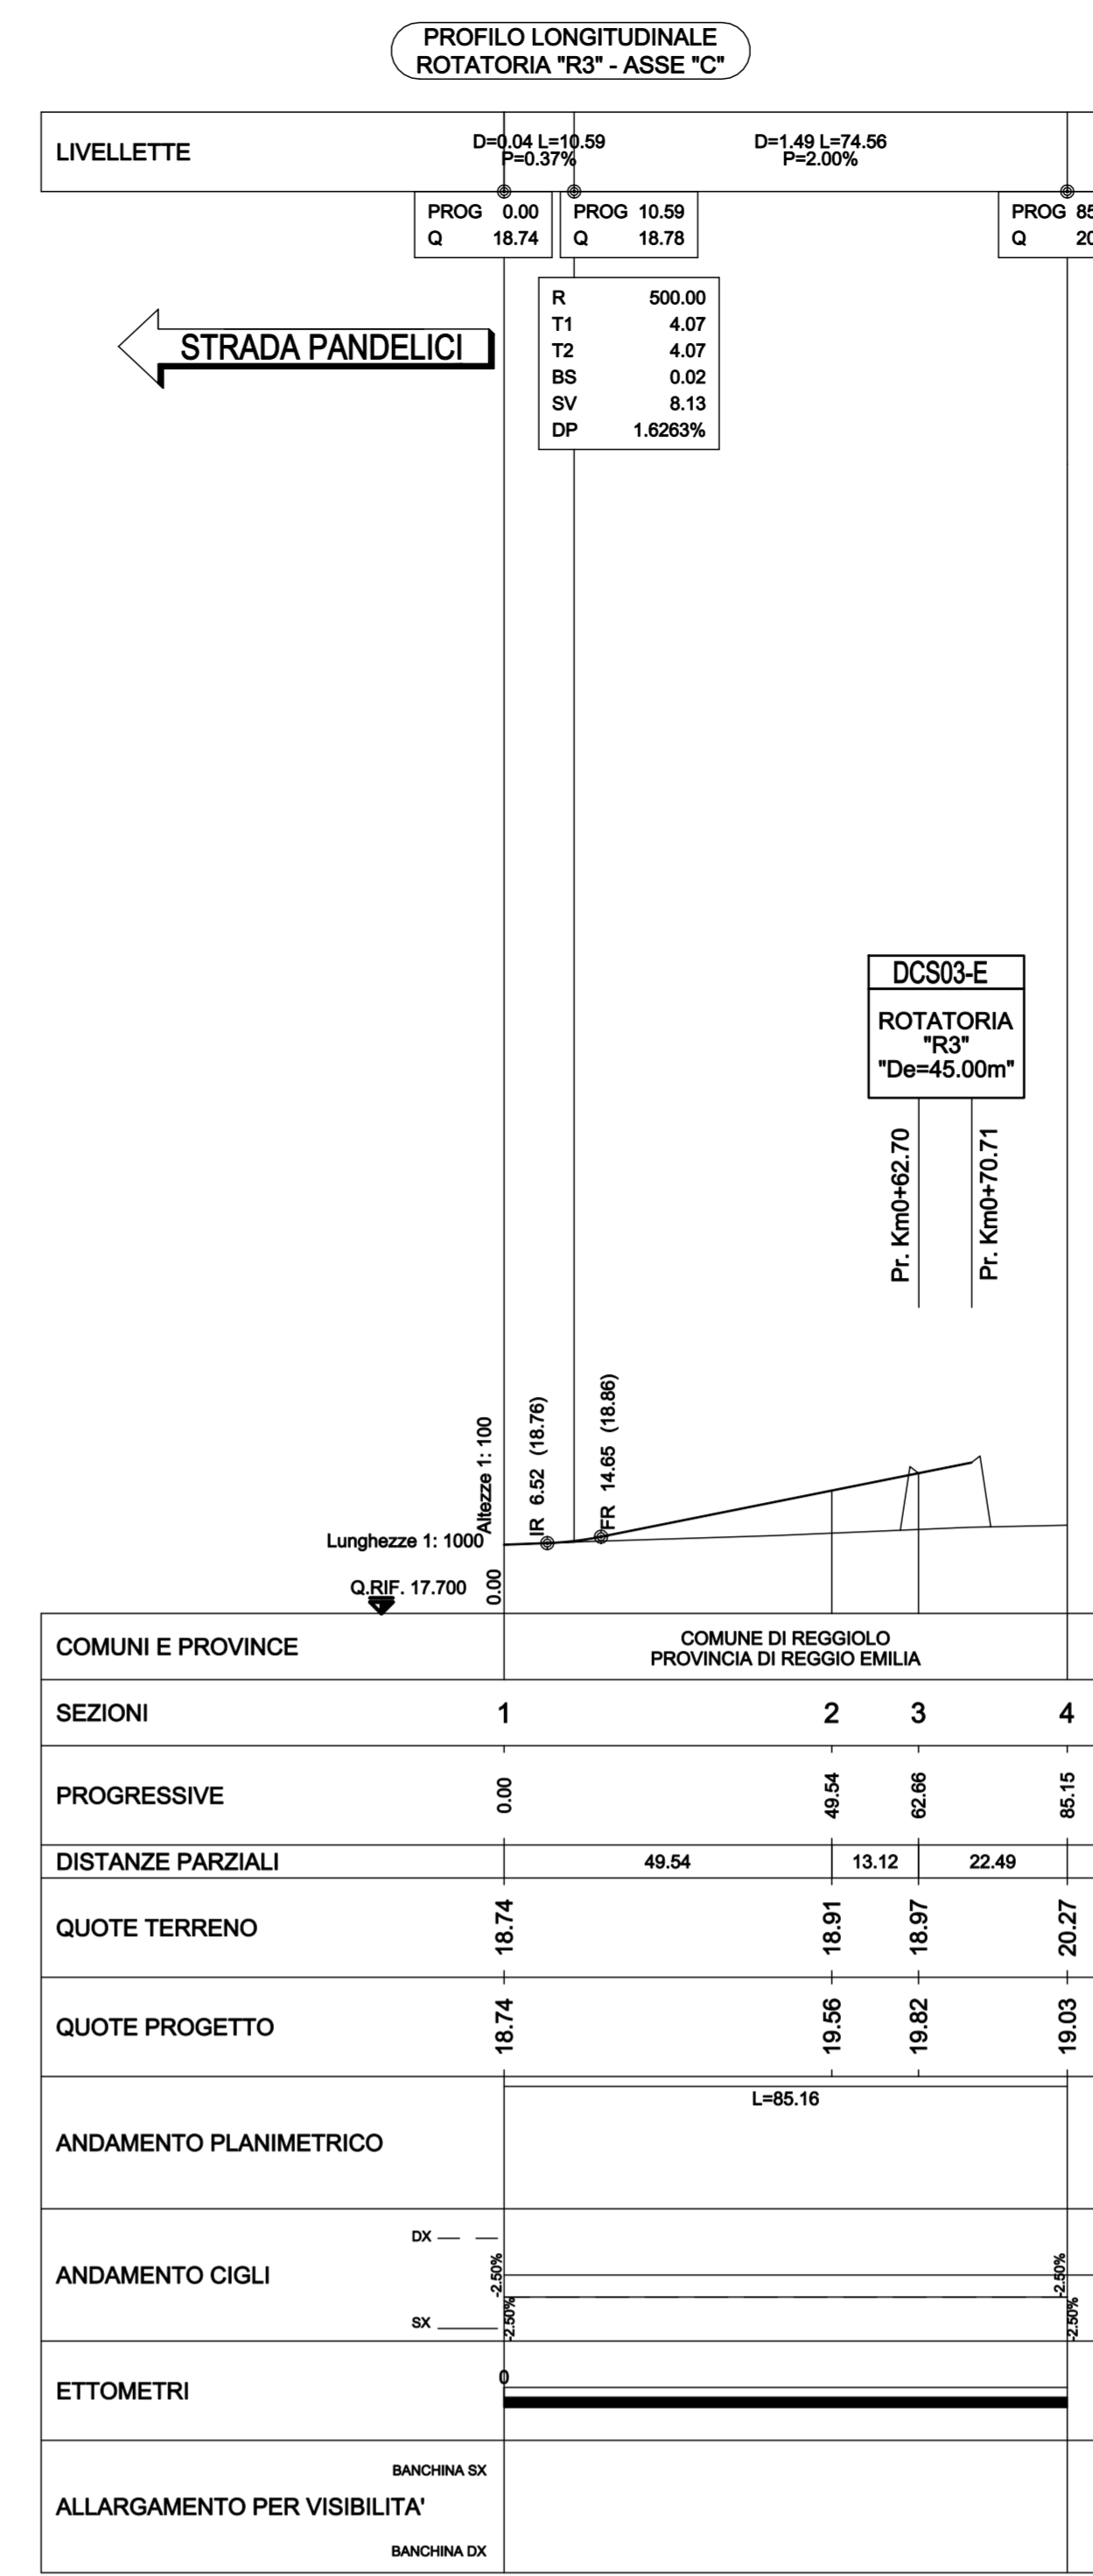 PROFILO LONGITUDINALE
ROTATORIA "R3" - ASSE "C"
LIVELLETTE
D=0.04 L=10.59
P=0.37%
D=1.49 L=74.56
P=2.00%
PROG 0.00
Q 18.74
PROG 10.59
Q 18.78
PROG 85
Q 20
R 500.00
T1 4.07
T2 4.07
BS 0.02
SV 8.13
DP 1.6263%
STRADA PANDELICI
DCS03-E
ROTATORIA
"R3"
"De=45.00m"
Pr. Km0+62.70
Pr. Km0+70.71
Altezze 1: 100
IR 6.52 (18.76)
FR 14.65 (18.86)
Lunghezze 1: 1000
Q.RIF. 17.700
0.00
COMUNI E PROVINCE
COMUNE DI REGGIOLO
PROVINCIA DI REGGIO EMILIA
SEZIONI 1 2 3 4
PROGRESSIVE 0.00 49.54 62.66 85.15
DISTANZE PARZIALI 49.54 13.12 22.49
QUOTE TERRENO 18.74 18.91 18.97 20.27
QUOTE PROGETTO 18.74 19.56 19.82 19.03
L=85.16
ANDAMENTO PLANIMETRICO
DX
ANDAMENTO CIGLI
-2.50% -2.50%
SX
-2.50% -2.50%
0
ETTOMETRI
BANCHINA SX
ALLARGAMENTO PER VISIBILITA'
BANCHINA DX